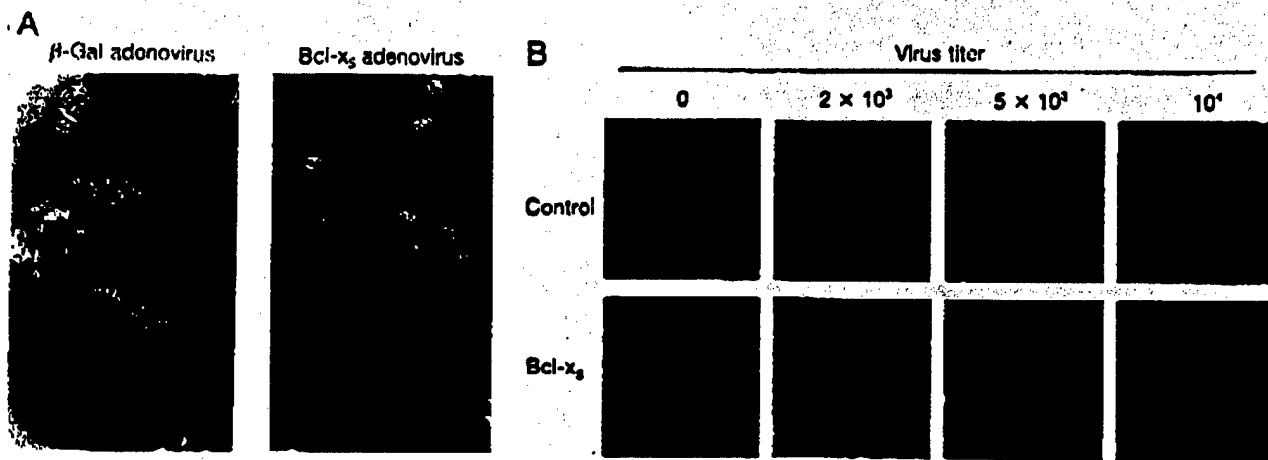 A
β-Gal adonovirus
Bcl-xs adenovirus
B
Virus titer
0
2 × 10³
5 × 10³
10⁴
Control
Bcl-xs